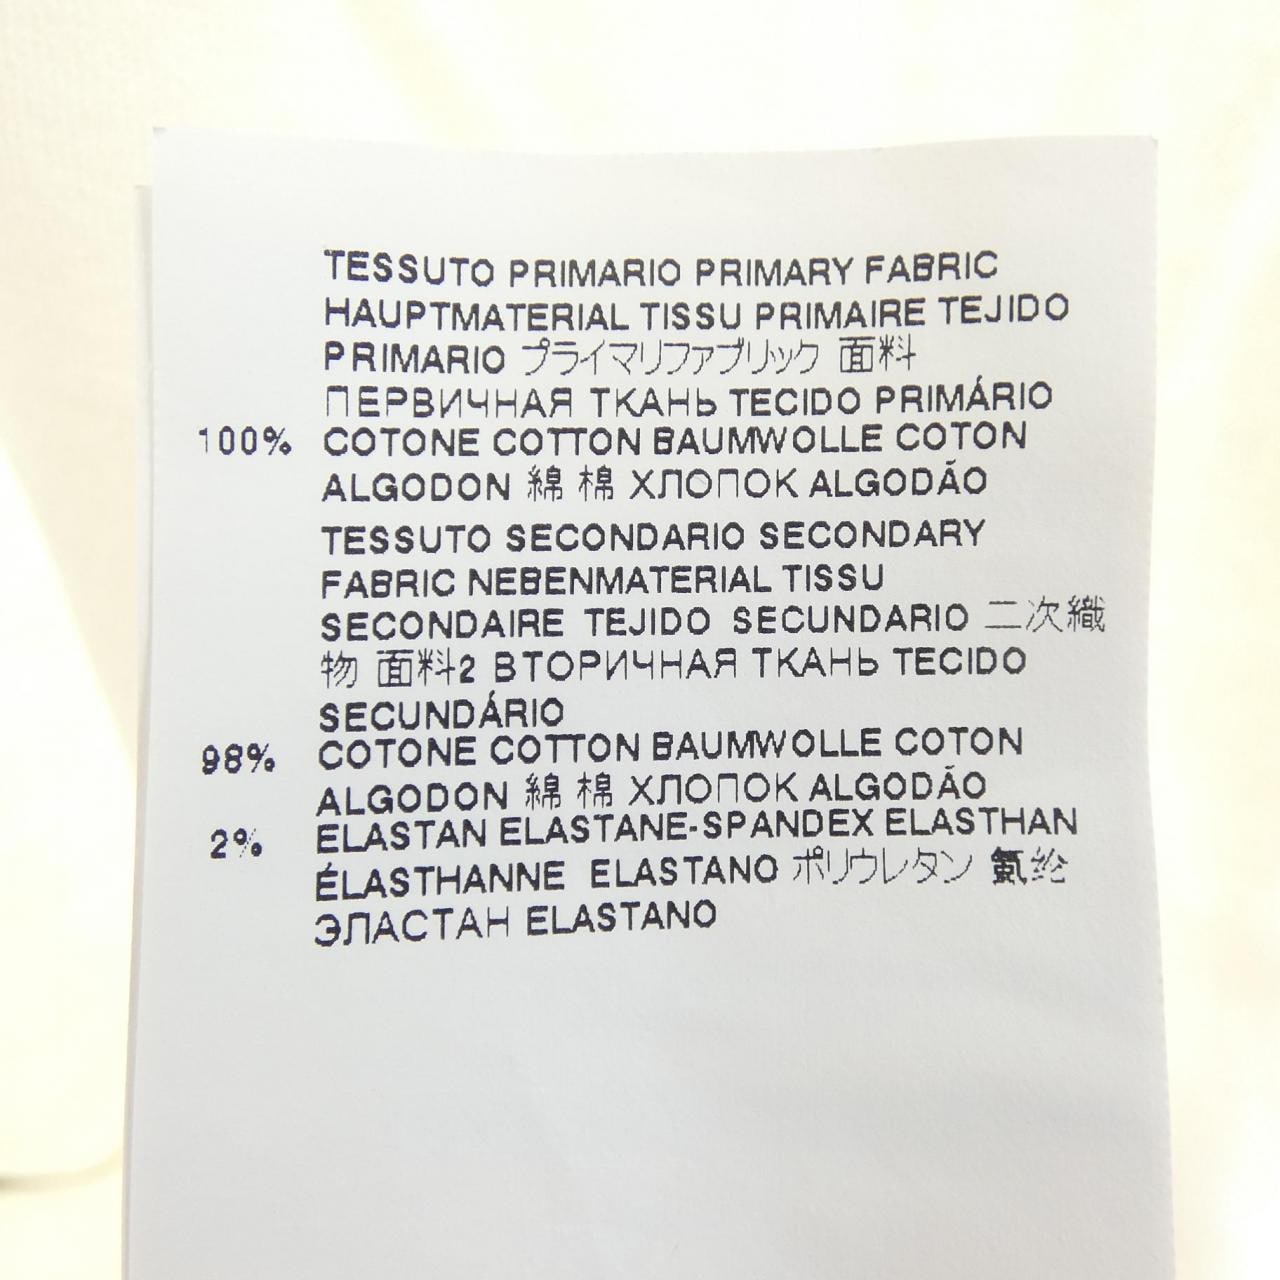 TESSUTO PRIMARIO PRIMARY FABRIC
HAUPTMATERIAL TISSU PRIMAIRE TEJIDO
PRIMARIO プライマリファブリック 面料
ПЕРВИЧНАЯ ТКАНЬ TECIDO PRIMÁRIO
100% COTONE COTTON BAUMWOLLE COTON
ALGODON 綿 棉 ХЛОПОК ALGODÃO
TESSUTO SECONDARIO SECONDARY
FABRIC NEBENMATERIAL TISSU
SECONDAIRE TEJIDO SECUNDARIO 二次織
物 面料2 ВТОРИЧНАЯ ТКАНЬ TECIDO
SECUNDÁRIO
98% COTONE COTTON BAUMWOLLE COTON
ALGODON 綿 棉 ХЛОПОК ALGODÃO
2% ELASTAN ELASTANE-SPANDEX ELASTHAN
ÉLASTHANNE ELASTANO ポリウレタン 氨纶
ЭЛАСТАН ELASTANO